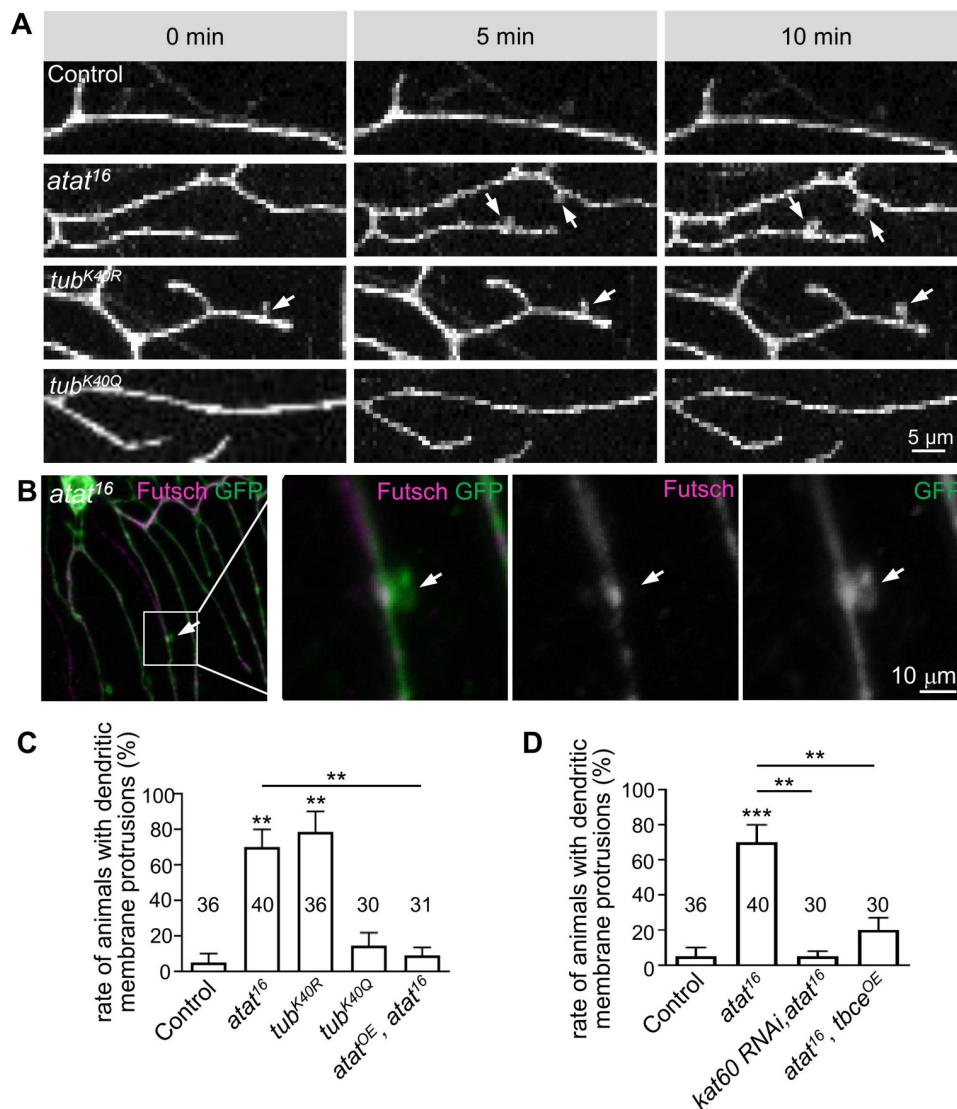 A
0 min 5 min 10 min
Control
atat16
tubK40R
tubK40Q
5 μm
B
atat16 Futsch GFP
Futsch GFP
Futsch
GFP
10 μm
C
rate of animals with dendritic
membrane protrusions (%)
100
80
60
40
20
0
**
**
**
36 40 36 30 31
Control
atat16
tubK40R
tubK40Q
atatOE, atat16
D
rate of animals with dendritic
membrane protrusions (%)
100
80
60
40
20
0
**
**
***
36 40 30 30
Control
atat16
kat60 RNAi,atat16
atat16, tbceOE